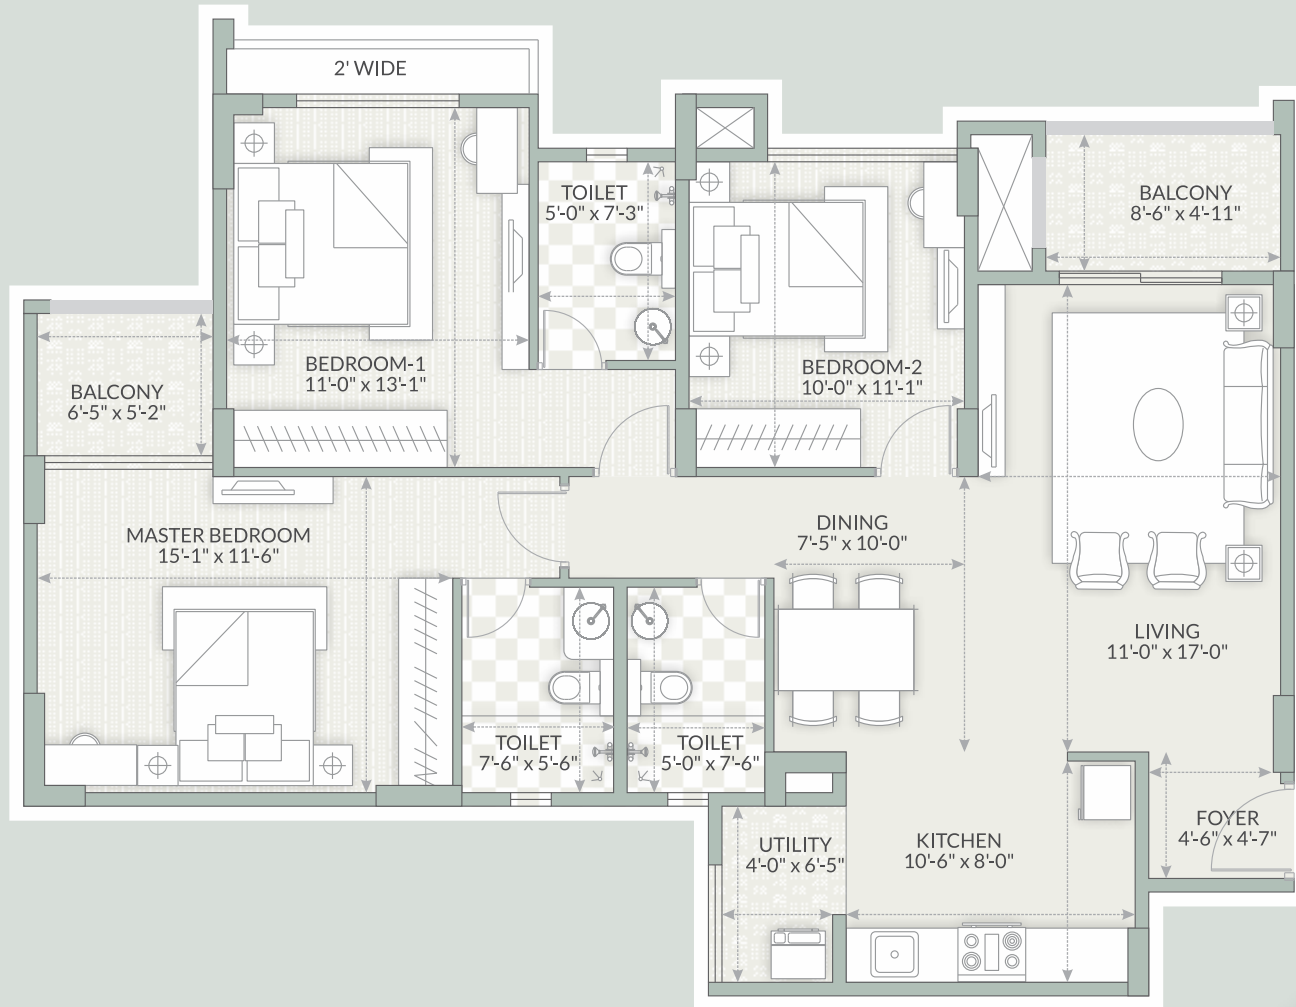 2' WIDE
TOILET
5'-0" x 7'-3"
BALCONY
8'-6" x 4'-11"
BEDROOM-1
11'-0" x 13'-1"
BEDROOM-2
10'-0" x 11'-1"
BALCONY
6'-5" x 5'-2"
MASTER BEDROOM
15'-1" x 11'-6"
DINING
7'-5" x 10'-0"
LIVING
11'-0" x 17'-0"
TOILET
7'-6" x 5'-6"
TOILET
5'-0" x 7'-6"
UTILITY
4'-0" x 6'-5"
KITCHEN
10'-6" x 8'-0"
FOYER
4'-6" x 4'-7"